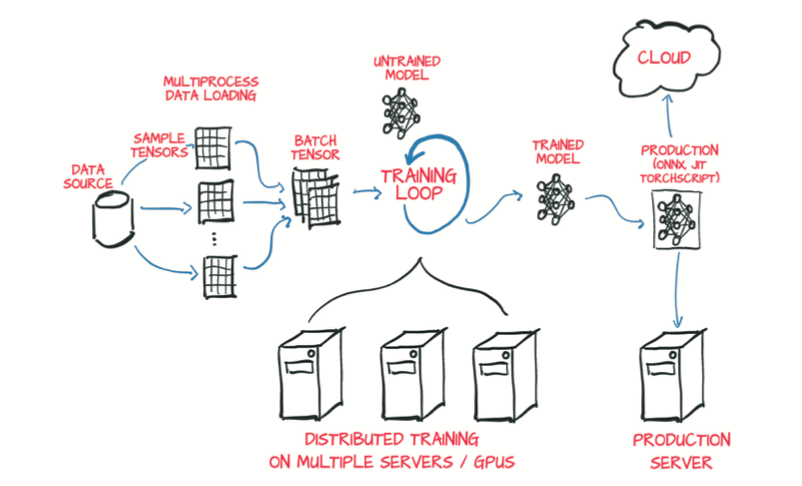 UNTRAINED
MODEL
CLOUD
MULTIPROCESS
DATA LOADING
SAMPLE
TENSORS
BATCH
TENSOR
TRAINED
MODEL
PRODUCTION
(ONNX, JIT
TORCHSCRIPT)
DATA
SOURCE
TRAINING
LOOP
...
DISTRIBUTED TRAINING
ON MULTIPLE SERVERS / GPUS
PRODUCTION
SERVER